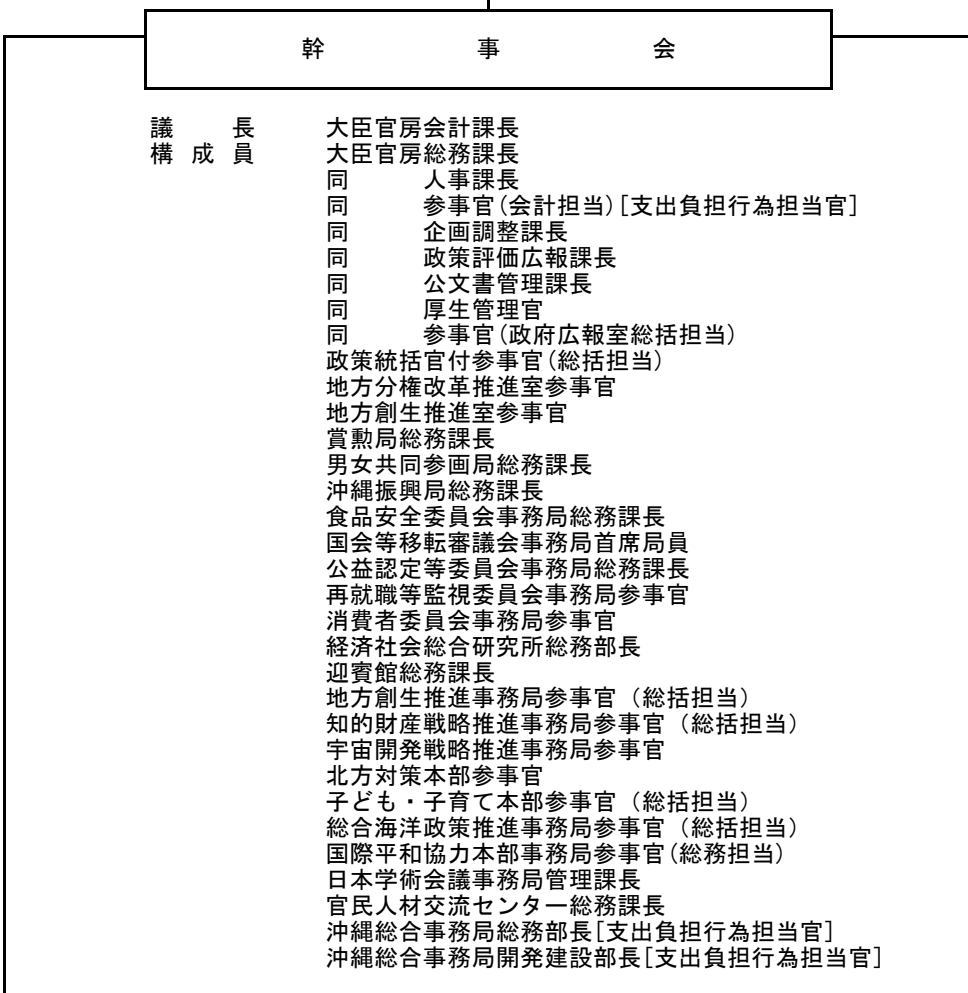 幹事会
議長 大臣官房会計課長
構成員 大臣官房総務課長
同 人事課長
同 参事官(会計担当)[支出負担行為担当官]
同 企画調整課長
同 政策評価広報課長
同 公文書管理課長
同 厚生管理官
同 参事官(政府広報室総括担当)
政策統括官付参事官(総括担当)
地方分権改革推進室参事官
地方創生推進室参事官
賞勲局総務課長
男女共同参画局総務課長
沖縄振興局総務課長
食品安全委員会事務局総務課長
国会等移転審議会事務局首席局員
公益認定等委員会事務局総務課長
再就職等監視委員会事務局参事官
消費者委員会事務局参事官
経済社会総合研究所総務部長
迎賓館総務課長
地方創生推進事務局参事官（総括担当）
知的財産戦略推進事務局参事官（総括担当）
宇宙開発戦略推進事務局参事官
北方対策本部参事官
子ども・子育て本部参事官（総括担当）
総合海洋政策推進事務局参事官（総括担当）
国際平和協力本部事務局参事官(総務担当)
日本学術会議事務局管理課長
官民人材交流センター総務課長
沖縄総合事務局総務部長[支出負担行為担当官]
沖縄総合事務局開発建設部長[支出負担行為担当官]